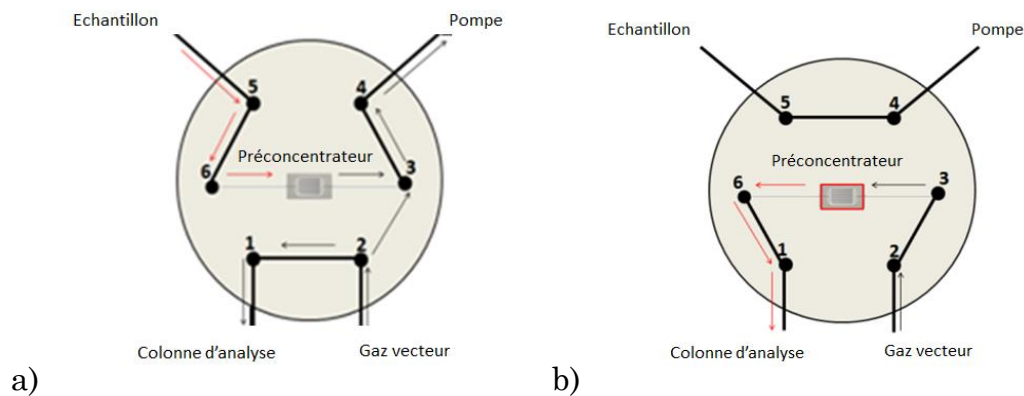 Echantillon Pompe
5 4
Préconcentrateur
6 3
1 2
Colonne d'analyse Gaz vecteur
a)
Echantillon Pompe
5 4
Préconcentrateur
6 3
1 2
Colonne d'analyse Gaz vecteur
b)